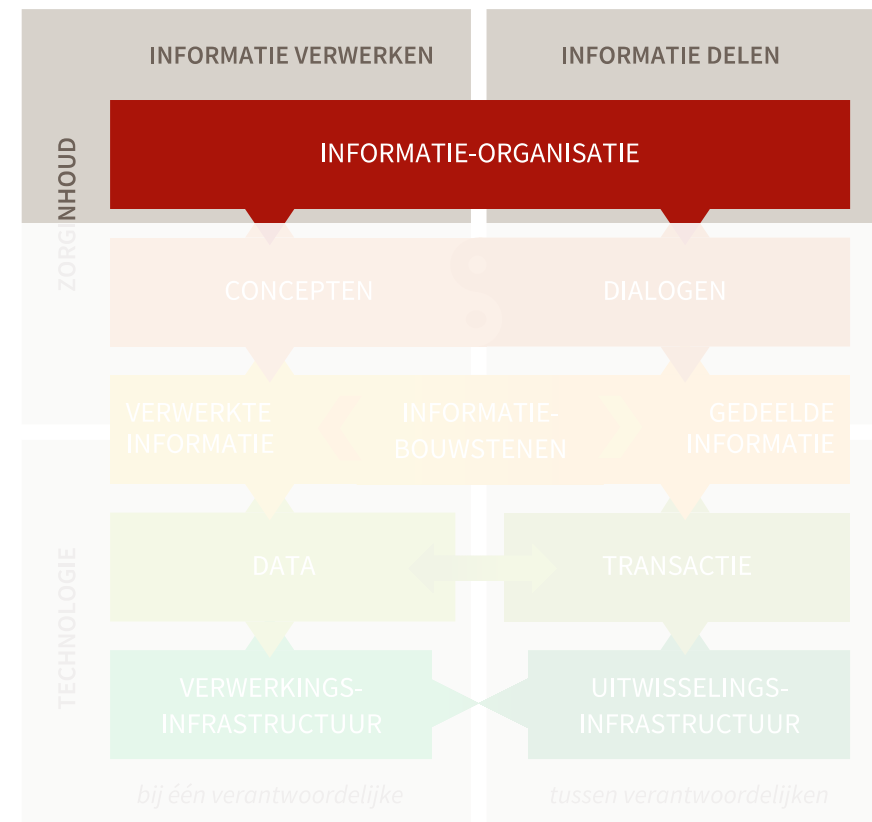 INFORMATIE VERWERKEN
INFORMATIE DELEN
INFORMATIE-ORGANISATIE
ZORGINHOUD
CONCEPTEN
DIALOGEN
VERWERKTE
INFORMATIE
INFORMATIE-
BOUWSTENEN
GEDEELDE
INFORMATIE
DATA
TRANSACTIE
TECHNOLOGIE
VERWERKINGS-
INFRASTRUCTUUR
UITWISSELINGS-
INFRASTRUCTUUR
bij één verantwoordelijke
tussen verantwoordelijken